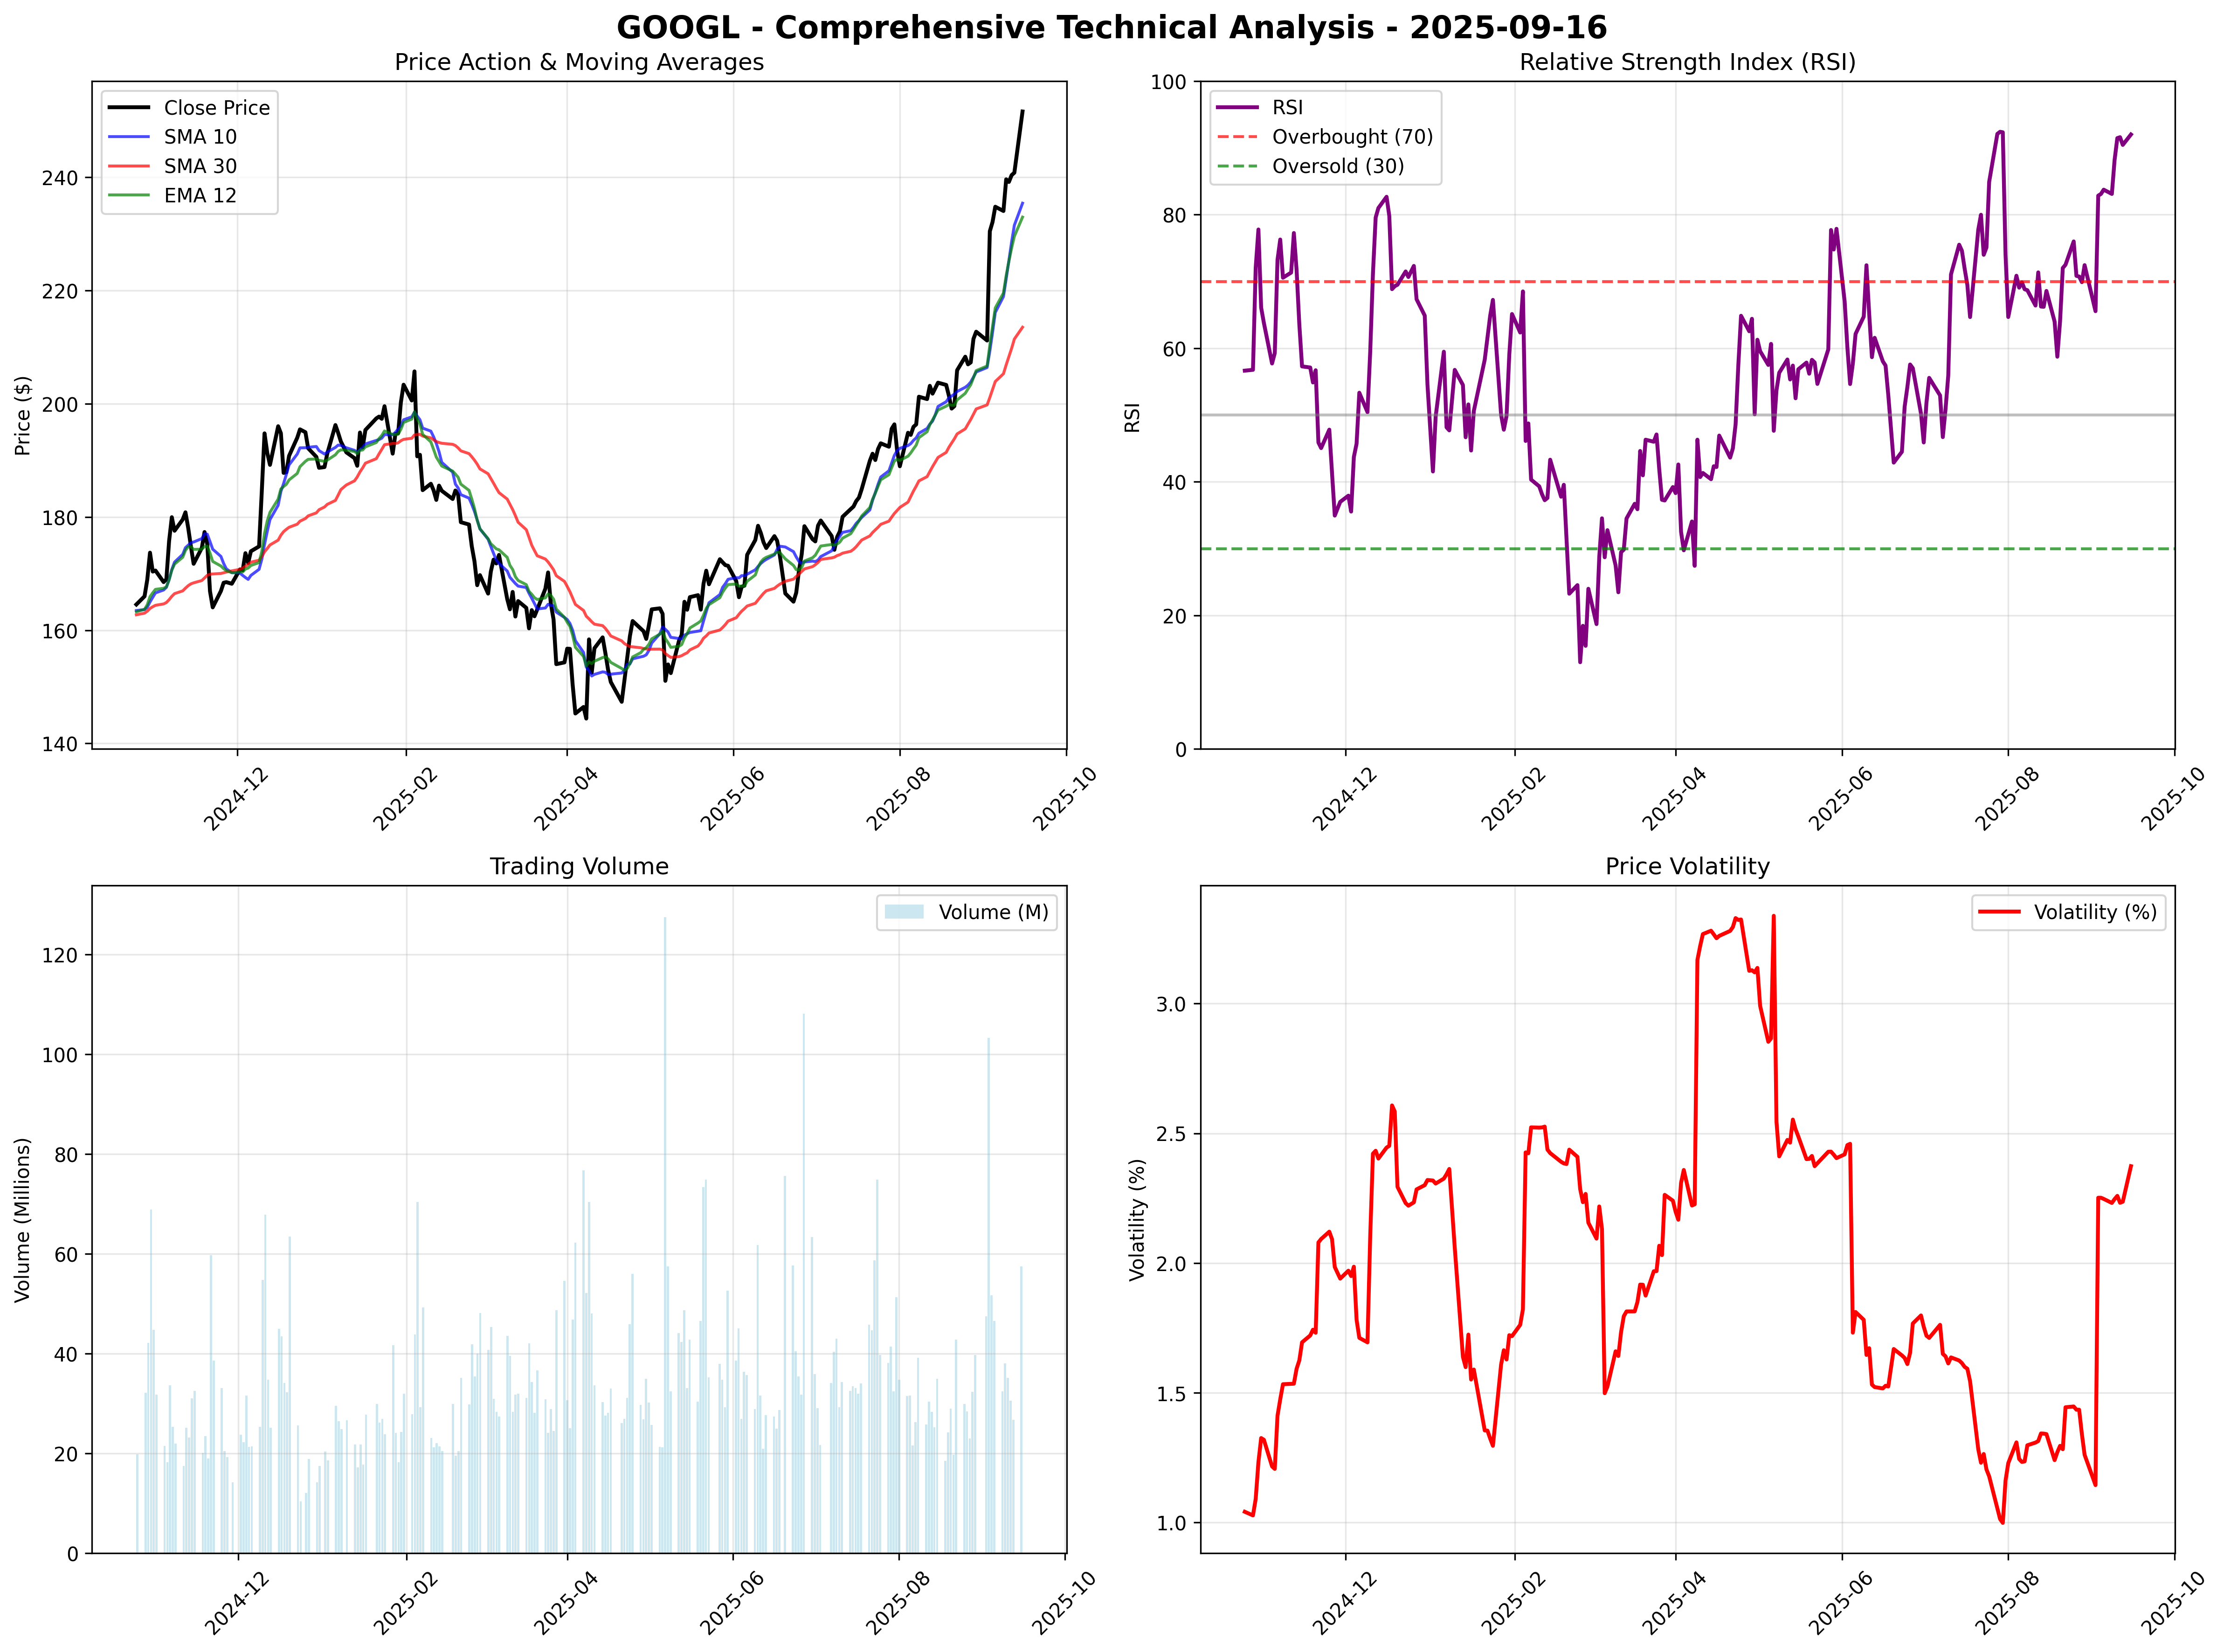 GOOGL - Comprehensive Technical Analysis - 2025-09-16
Price Action & Moving Averages
Close Price
SMA 10
SMA 30
EMA 12
Price ($)
240
220
200
180
160
140
2024-12
2025-02
2025-04
2025-06
2025-08
2025-10
Relative Strength Index (RSI)
RSI
Overbought (70)
Oversold (30)
RSI
100
80
60
40
20
0
2024-12
2025-02
2025-04
2025-06
2025-08
2025-10
Trading Volume
Volume (M)
Volume (Millions)
120
100
80
60
40
20
0
2024-12
2025-02
2025-04
2025-06
2025-08
2025-10
Price Volatility
Volatility (%)
Volatility (%)
3.0
2.5
2.0
1.5
1.0
2024-12
2025-02
2025-04
2025-06
2025-08
2025-10